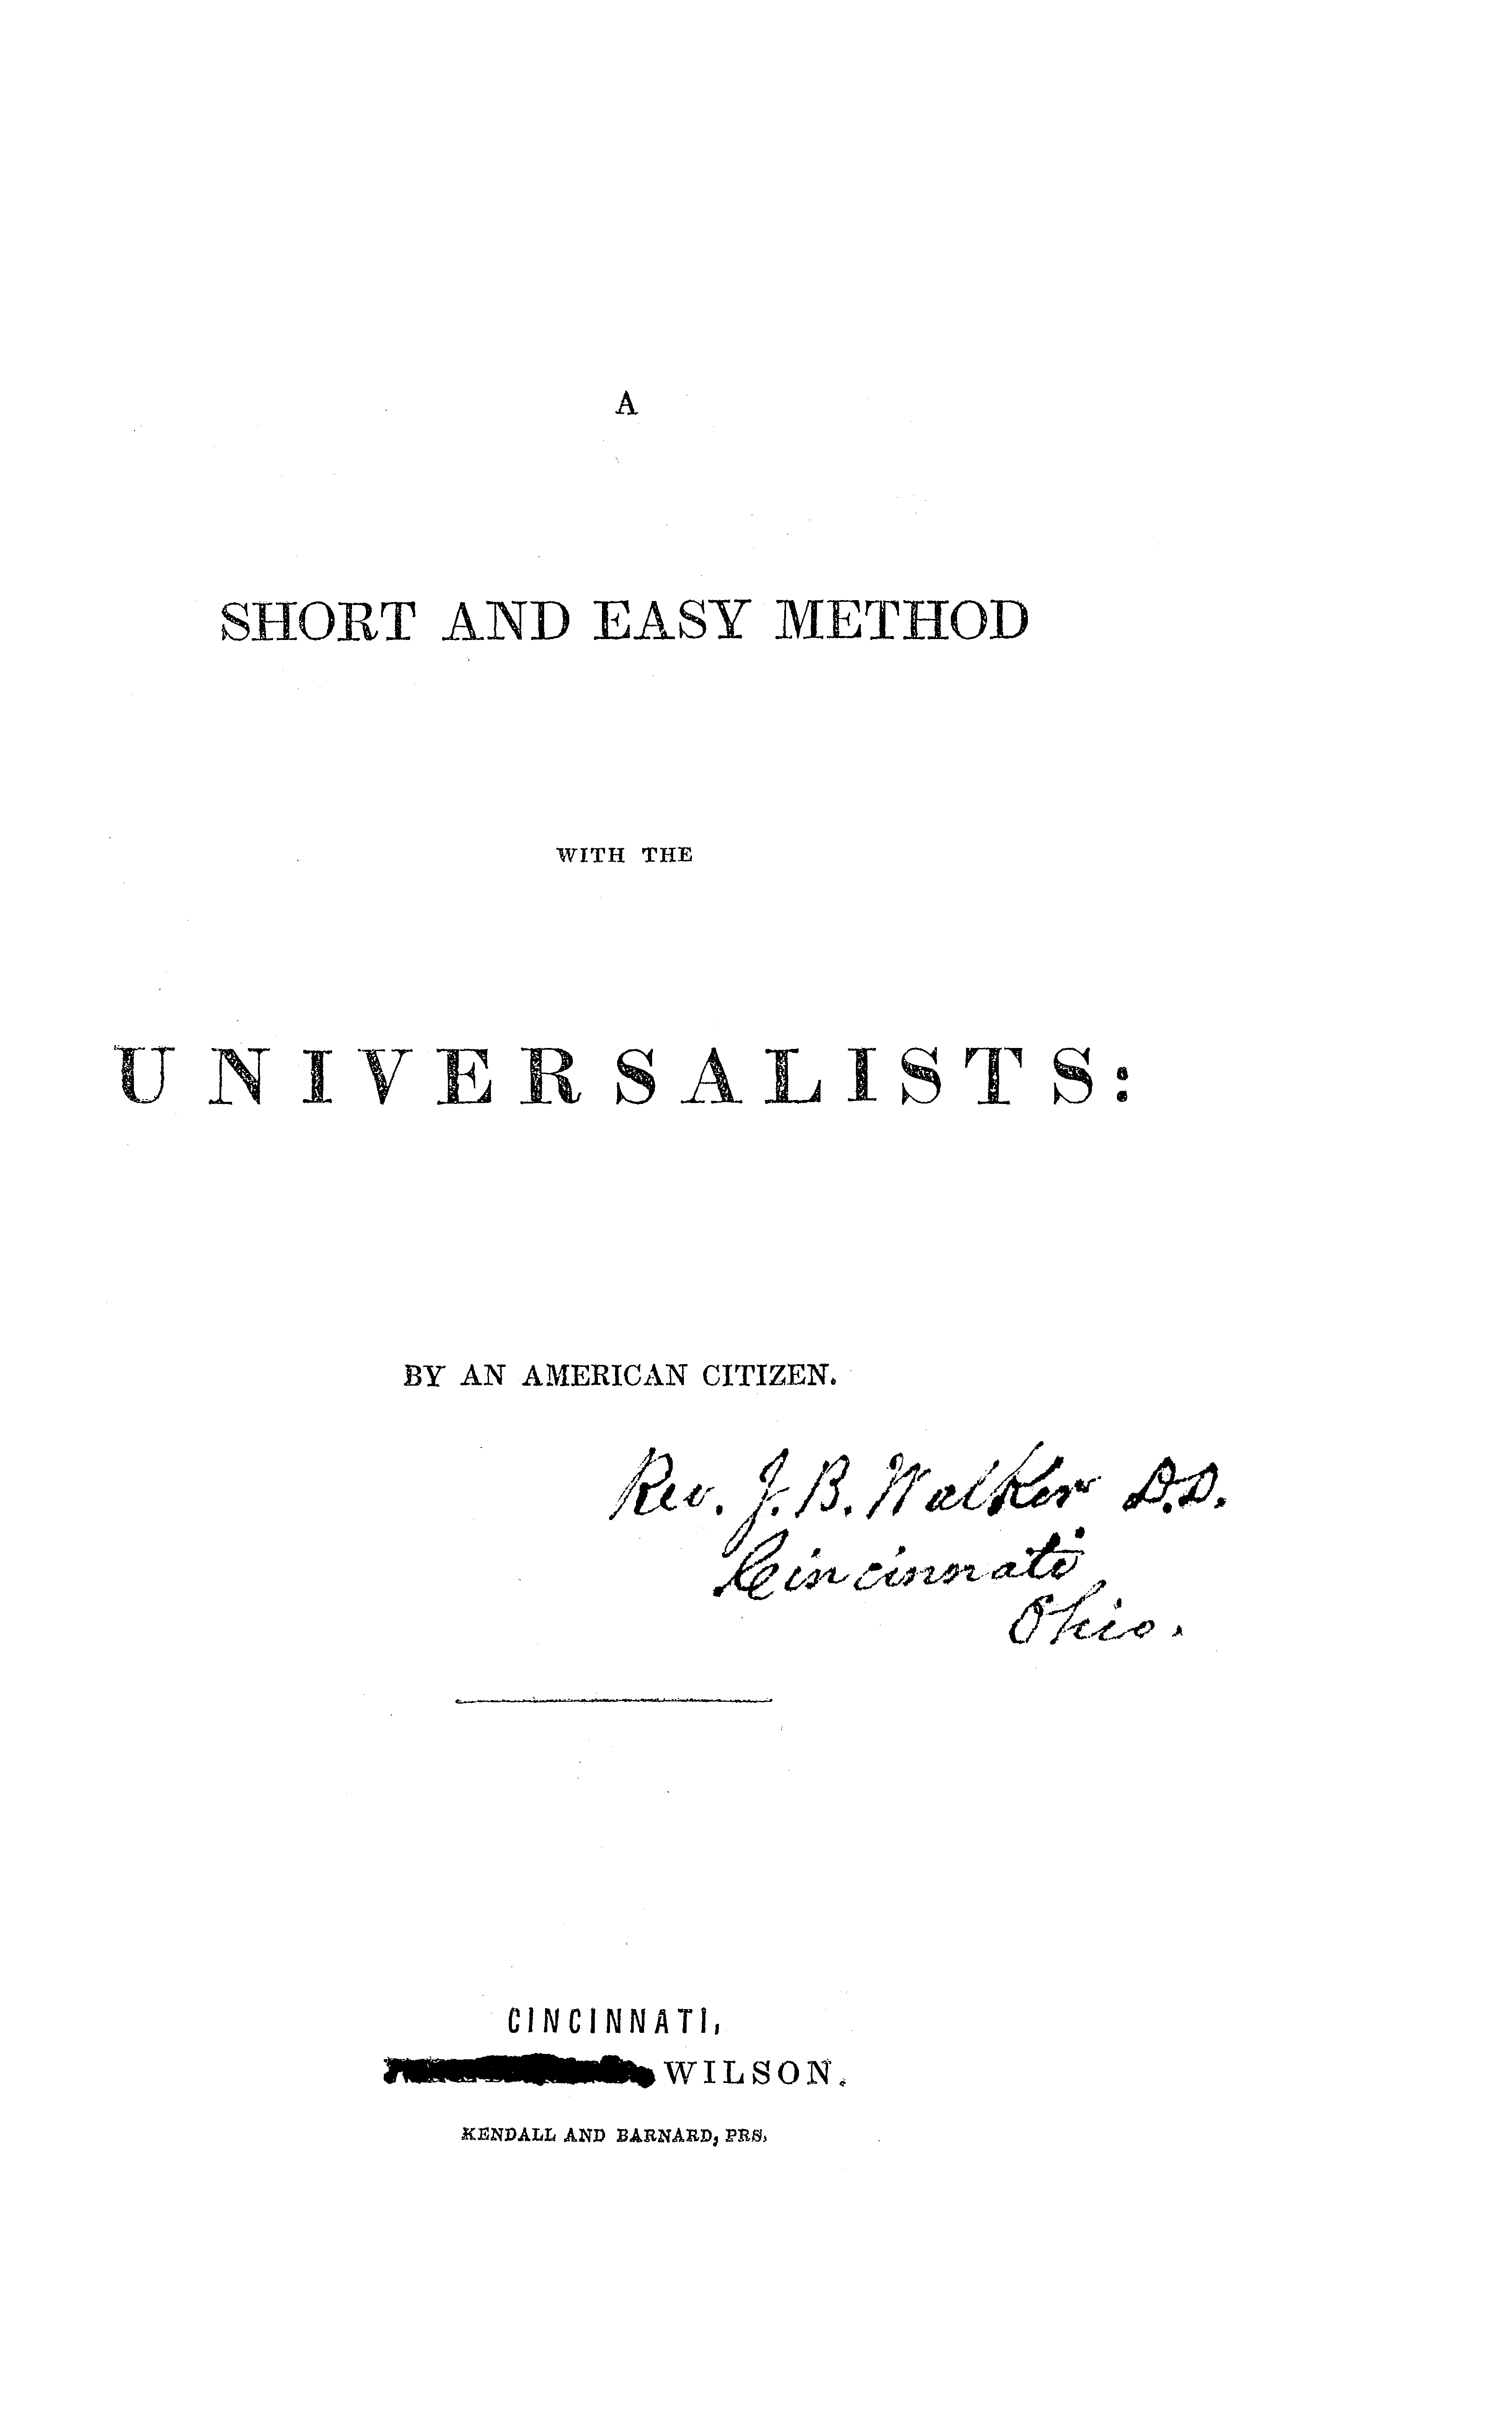 A
SHORT AND EASY METHOD
WITH THE
UNIVERSALISTS:
BY AN AMERICAN CITIZEN.
Rev. J. B. Walker D.D.
Cincinnati
Ohio.
CINCINNATI,
WILSON.
KENDALL AND BARNARD, PRS.